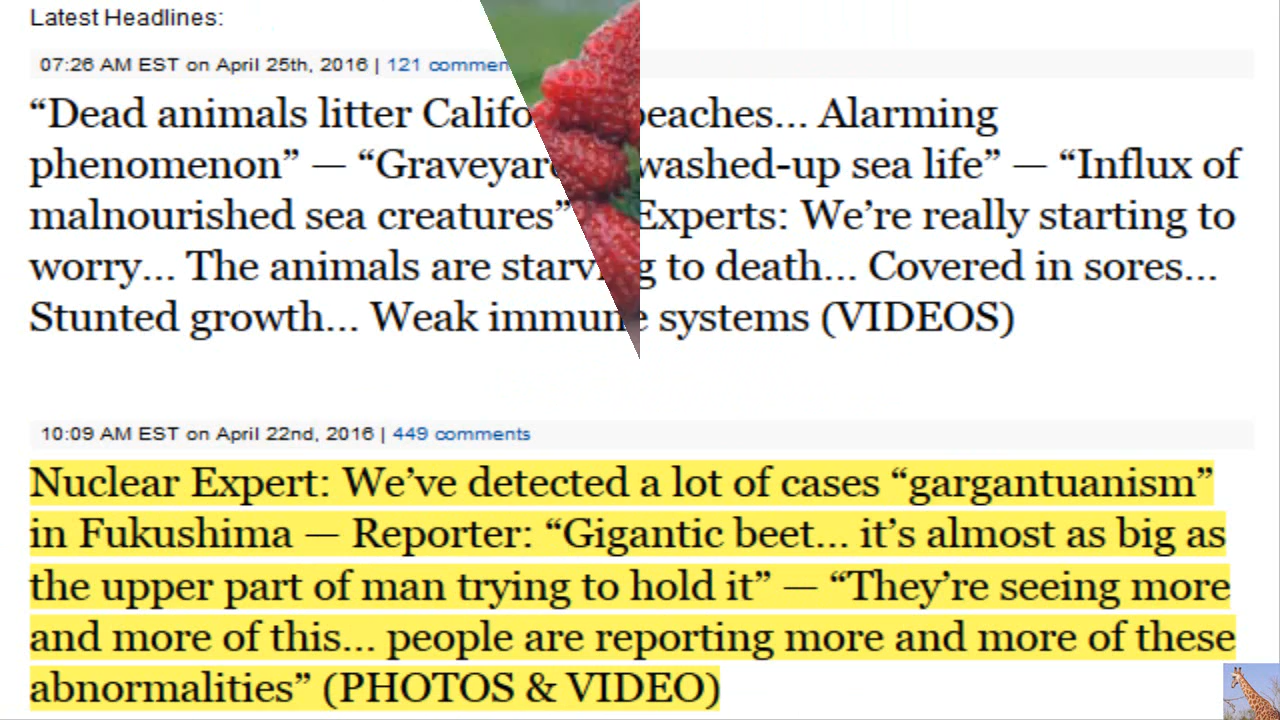 Latest Headlines:
07:26 AM EST on April 25th, 2016 | 121 commen
“Dead animals litter Califo beaches... Alarming
phenomenon” — “Graveyard washed-up sea life” — “Influx of
malnourished sea creatures” Experts: We’re really starting to
worry... The animals are starving to death... Covered in sores...
Stunted growth... Weak immune systems (VIDEOS)
10:09 AM EST on April 22nd, 2016 | 449 comments
Nuclear Expert: We’ve detected a lot of cases “gargantuanism”
in Fukushima — Reporter: “Gigantic beet... it’s almost as big as
the upper part of man trying to hold it” — “They’re seeing more
and more of this... people are reporting more and more of these
abnormalities” (PHOTOS & VIDEO)